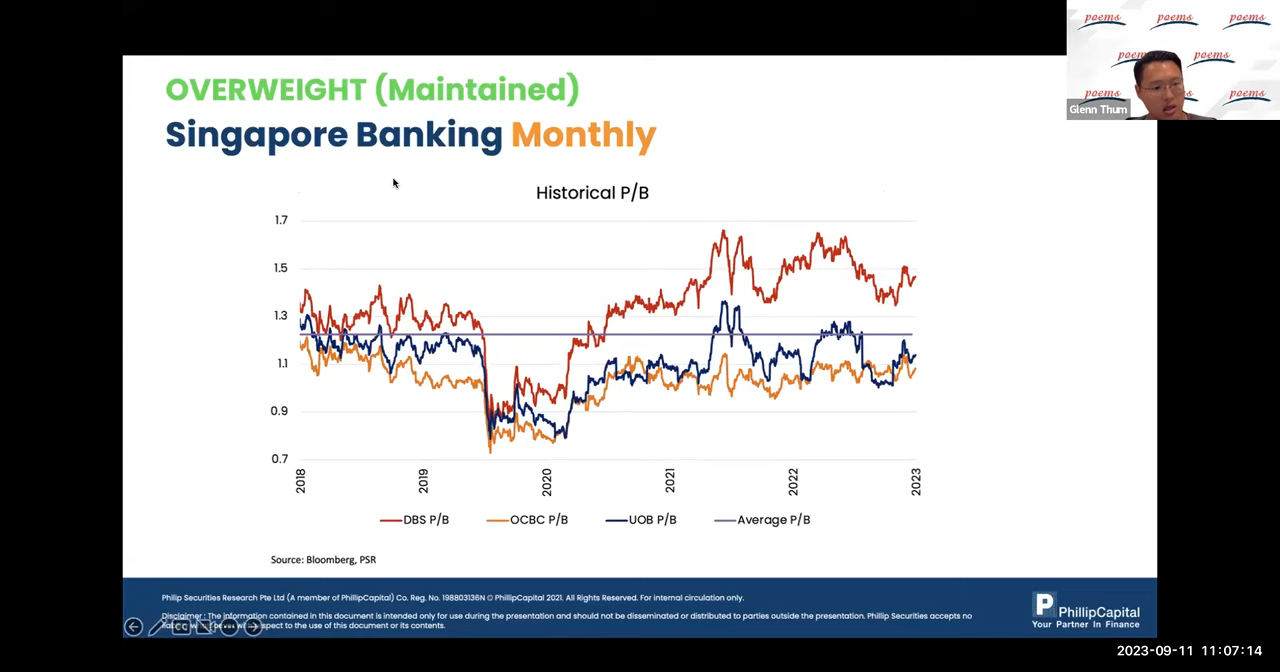 poems poems poems
poems poems
poems poems
Glenn Thum
OVERWEIGHT (Maintained)
Singapore Banking Monthly
Historical P/B
1.7
1.5
1.3
1.1
0.9
0.7
2018 2019 2020 2021 2022 2023
DBS P/B OCBC P/B UOB P/B Average P/B
Source: Bloomberg, PSR
Phillip Securities Research Pte Ltd (A member of PhillipCapital) Co. Reg. No. 198803136N © PhillipCapital 2021. All Rights Reserved. For internal circulation only.
Disclaimer : The information contained in this document is intended only for use during the presentation and should not be disseminated or distributed to parties outside the presentation. Phillip Securities accepts no
to the use of this document or its contents.
P PhillipCapital
Your Partner In Finance
2023-09-11 11:07:14